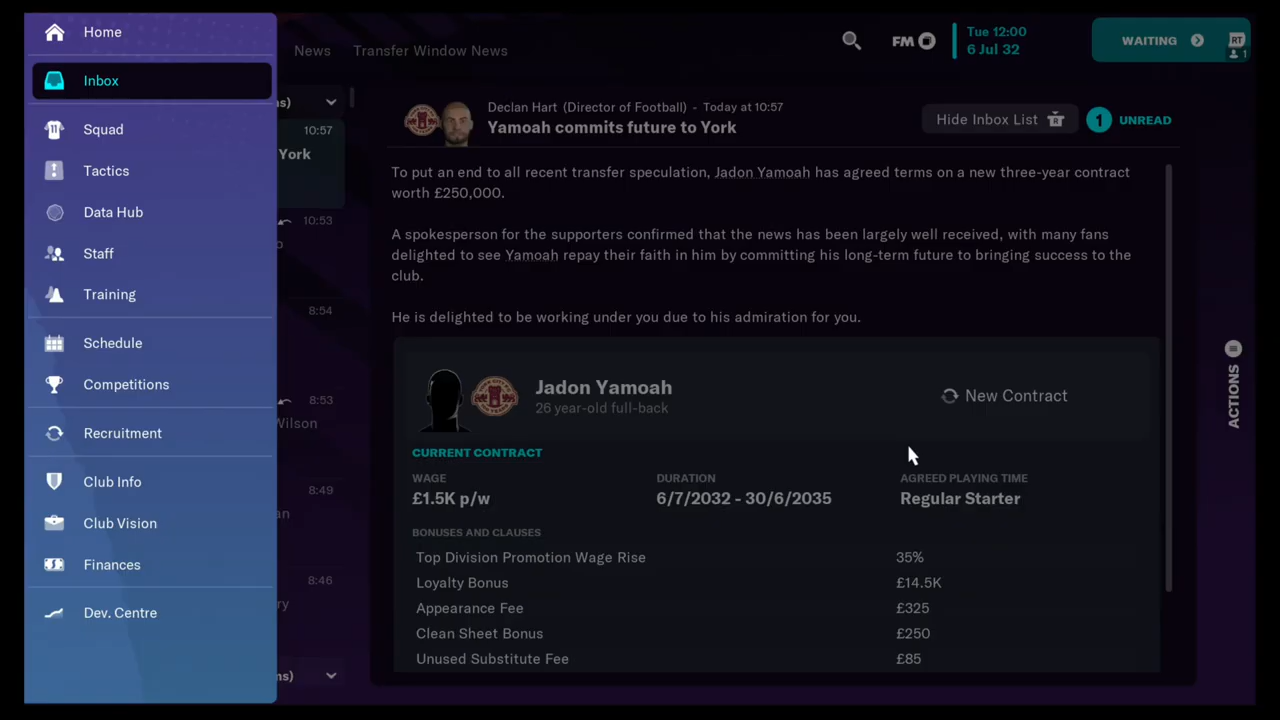 Home
Inbox
Squad
Tactics
Data Hub
Staff
Training
Schedule
Competitions
Recruitment
Club Info
Club Vision
Finances
Dev. Centre
News
Transfer Window News
FM
Tue 12:00
6 Jul 32
WAITING
RT
1
s)
10:57
York
10:53
o
8:54
8:53
Wilson
8:49
an
8:46
ry
ns)
Declan Hart (Director of Football) - Today at 10:57
Yamoah commits future to York
Hide Inbox List
R
1
UNREAD
To put an end to all recent transfer speculation, Jadon Yamoah has agreed terms on a new three-year contract
worth £250,000.
A spokesperson for the supporters confirmed that the news has been largely well received, with many fans
delighted to see Yamoah repay their faith in him by committing his long-term future to bringing success to the
club.
He is delighted to be working under you due to his admiration for you.
Jadon Yamoah
26 year-old full-back
New Contract
CURRENT CONTRACT
WAGE
£1.5K p/w
DURATION
6/7/2032 - 30/6/2035
AGREED PLAYING TIME
Regular Starter
BONUSES AND CLAUSES
Top Division Promotion Wage Rise 35%
Loyalty Bonus £14.5K
Appearance Fee £325
Clean Sheet Bonus £250
Unused Substitute Fee £85
ACTIONS